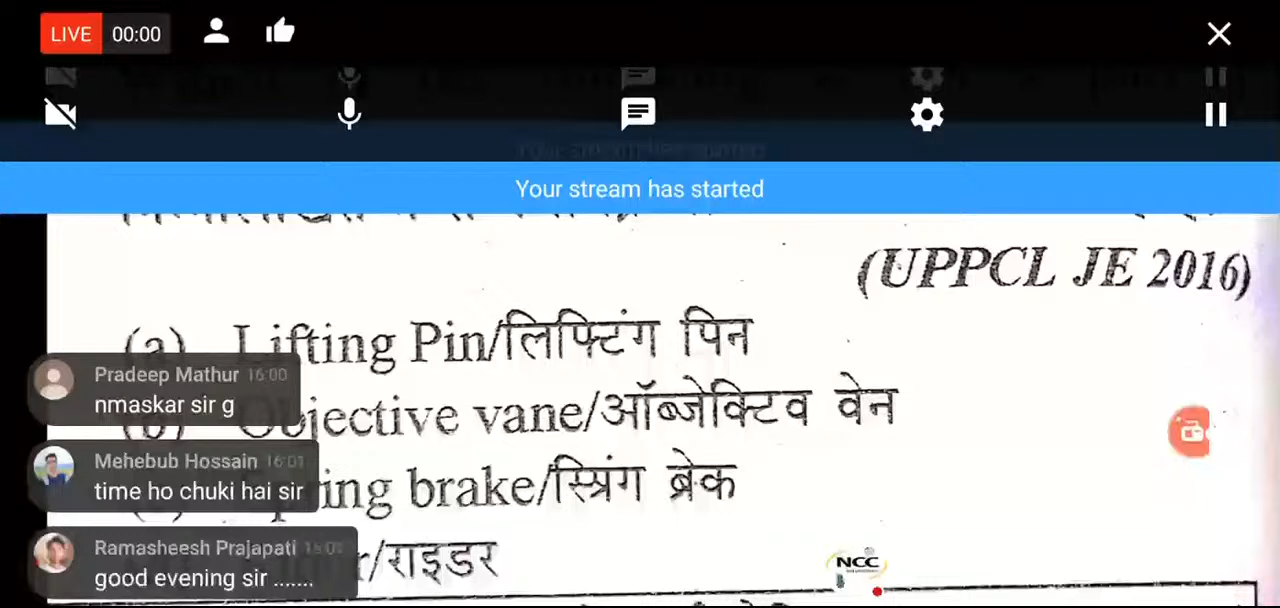 LIVE 00:00
Your stream has started
(UPPCL JE 2016)
(a) Lifting Pin/लिफ्टिंग पिन
Pradeep Mathur 16:00
nmaskar sir g
(b) Objective vane/ऑब्जेक्टिव वेन
Mehebub Hossain 16:01
time ho chuki hai sir
ing brake/स्प्रिंग ब्रेक
Ramasheesh Prajapati 16:01
good evening sir .......
r/राइडर
NCC